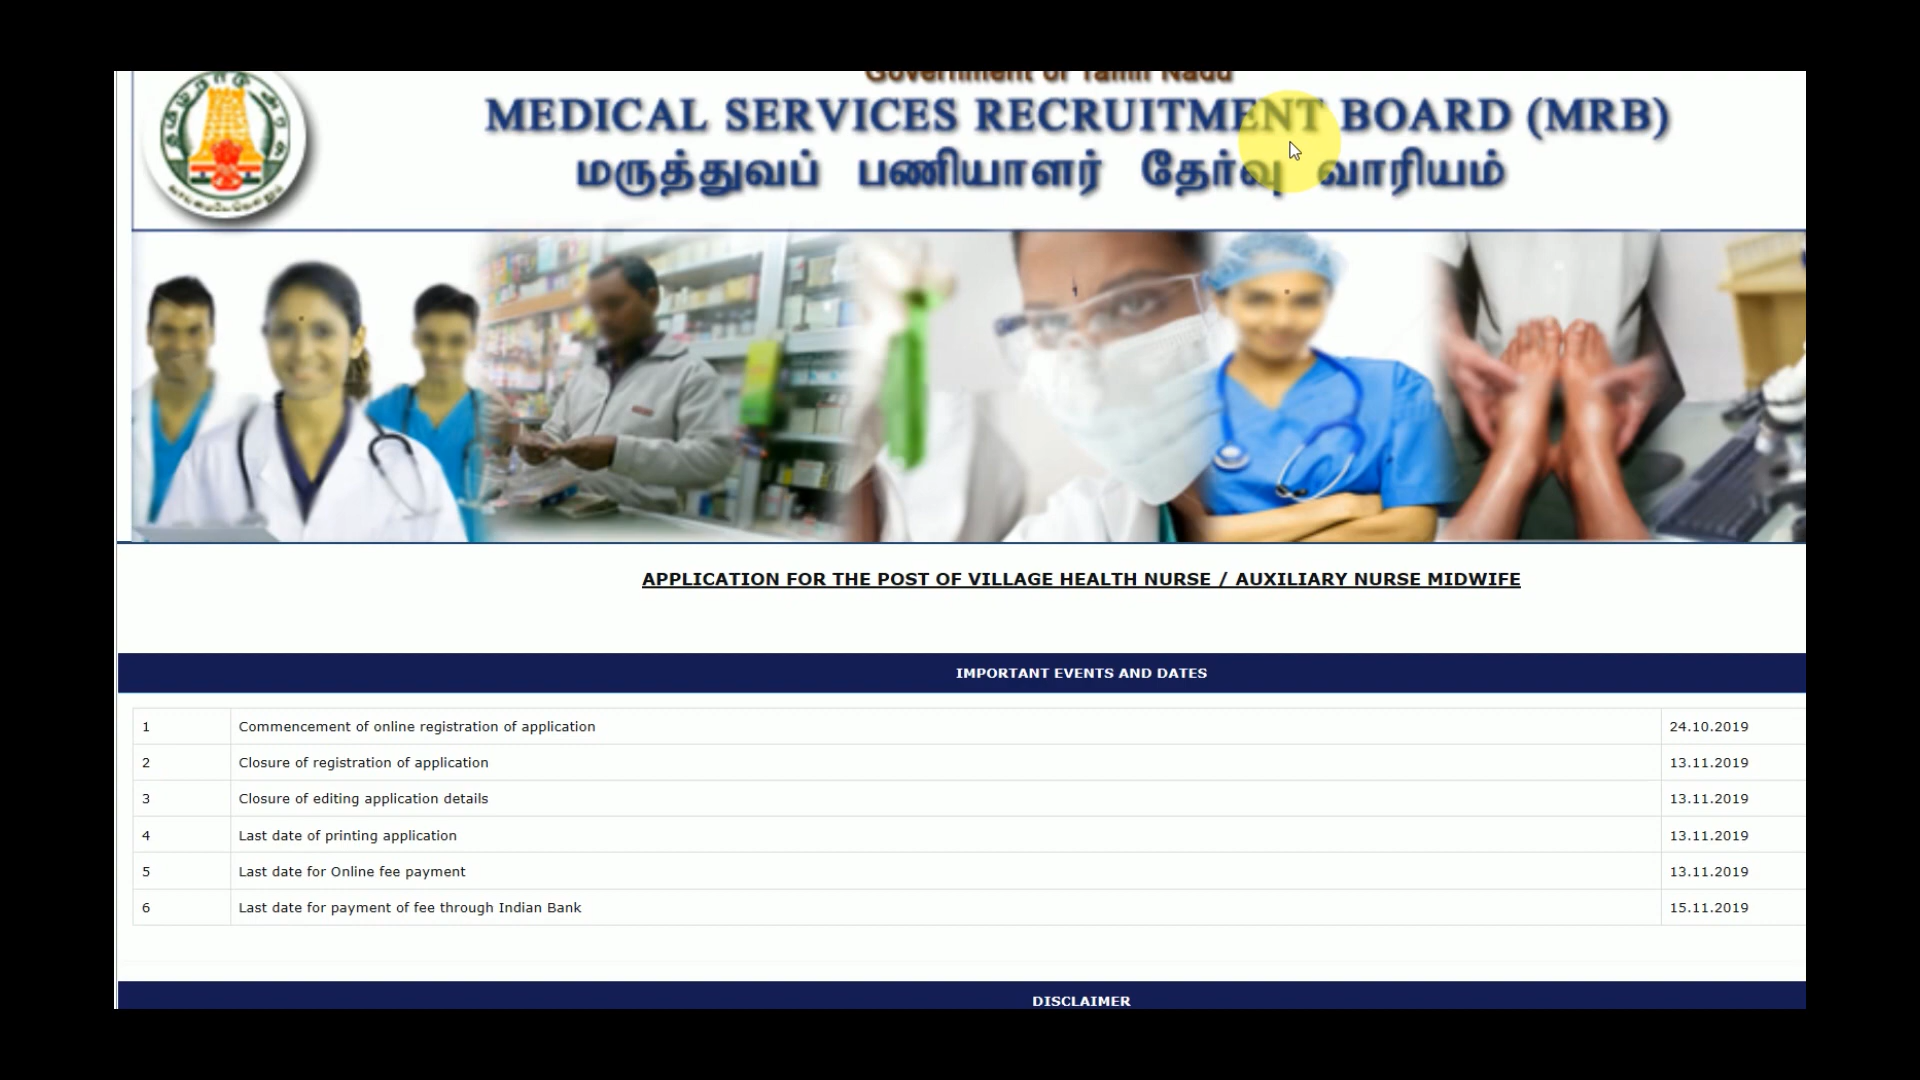 Government of Tamil Nadu
MEDICAL SERVICES RECRUITMENT BOARD (MRB)
மருத்துவப் பணியாளர் தேர்வு வாரியம்
APPLICATION FOR THE POST OF VILLAGE HEALTH NURSE / AUXILIARY NURSE MIDWIFE
IMPORTANT EVENTS AND DATES
1 Commencement of online registration of application 24.10.2019
2 Closure of registration of application 13.11.2019
3 Closure of editing application details 13.11.2019
4 Last date of printing application 13.11.2019
5 Last date for Online fee payment 13.11.2019
6 Last date for payment of fee through Indian Bank 15.11.2019
DISCLAIMER